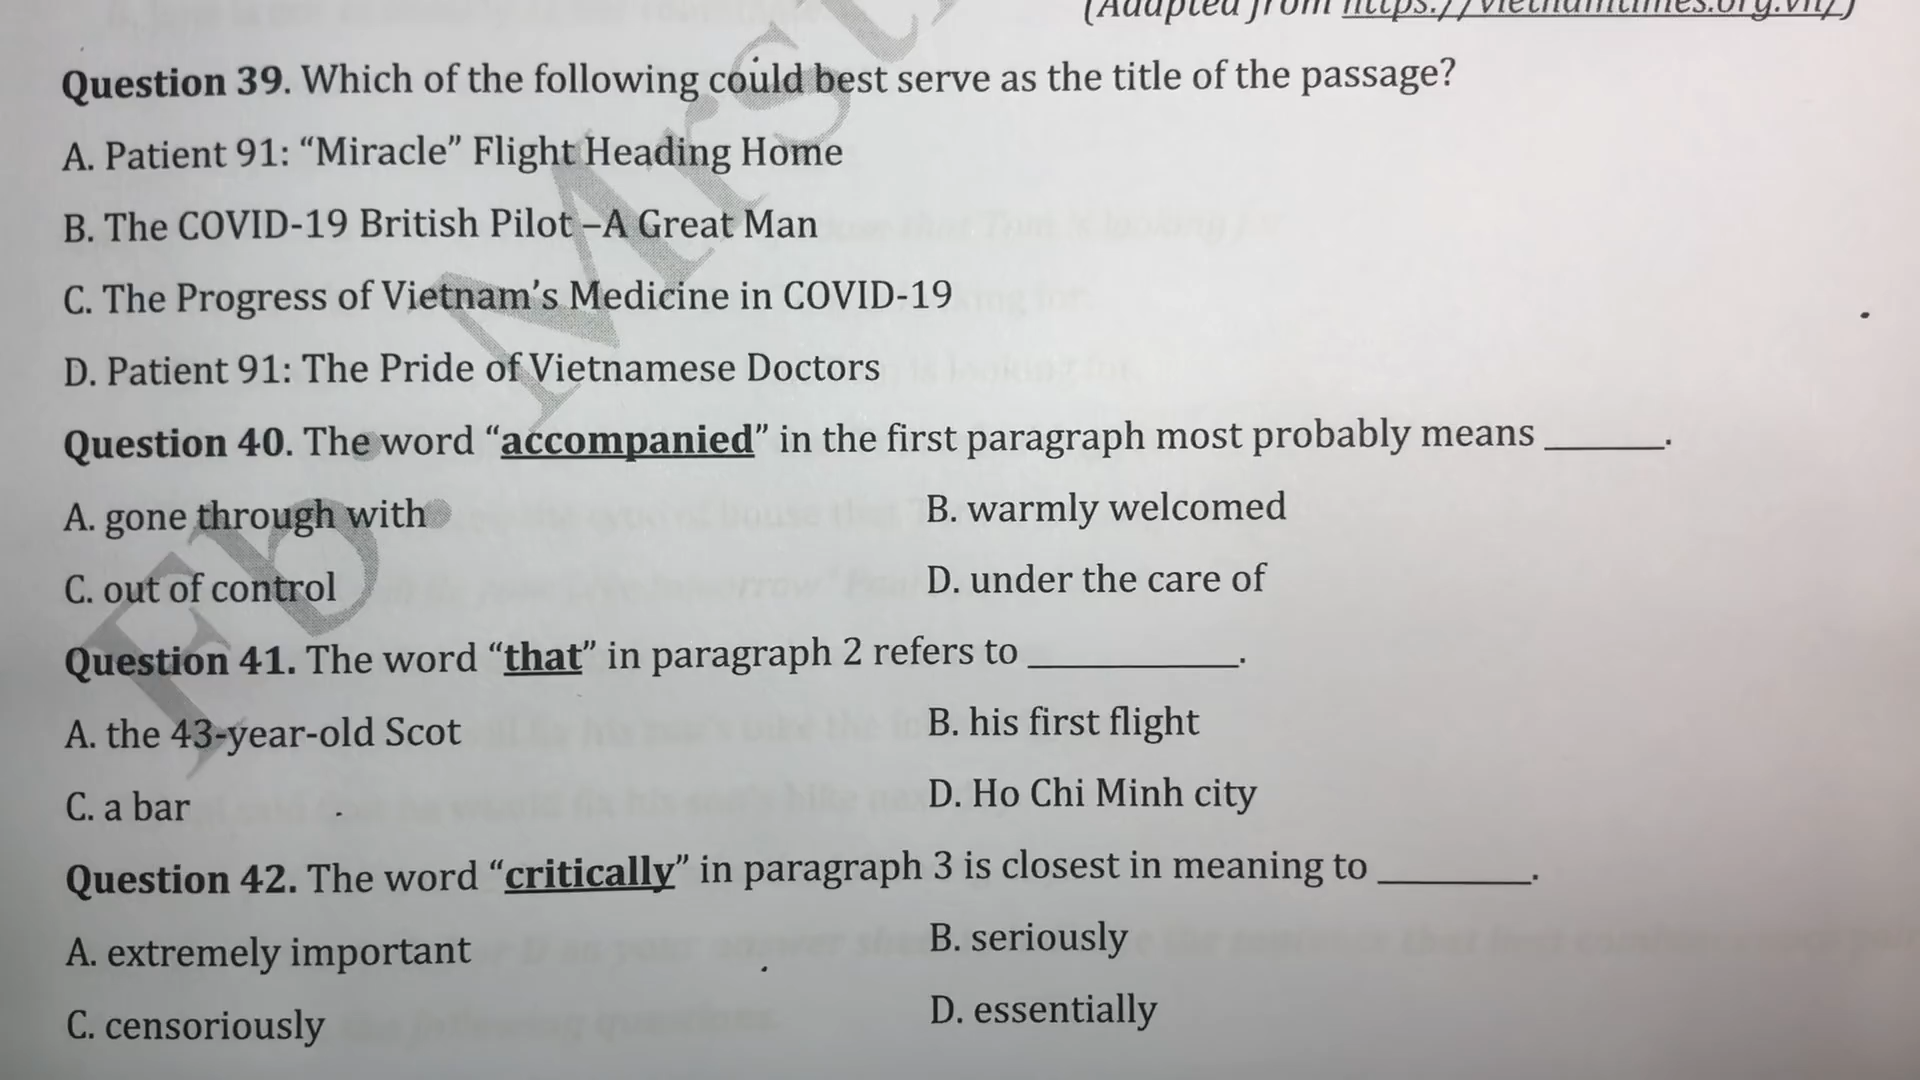 (Adapted from https://vietnamtimes.org.vn/)
Question 39. Which of the following could best serve as the title of the passage?
A. Patient 91: “Miracle” Flight Heading Home
B. The COVID-19 British Pilot –A Great Man
C. The Progress of Vietnam’s Medicine in COVID-19
D. Patient 91: The Pride of Vietnamese Doctors
Question 40. The word “accompanied” in the first paragraph most probably means ______.
A. gone through with B. warmly welcomed
C. out of control D. under the care of
Question 41. The word “that” in paragraph 2 refers to __________.
A. the 43-year-old Scot B. his first flight
C. a bar D. Ho Chi Minh city
Question 42. The word “critically” in paragraph 3 is closest in meaning to ________.
A. extremely important B. seriously
C. censoriously D. essentially
Fb. Mrs